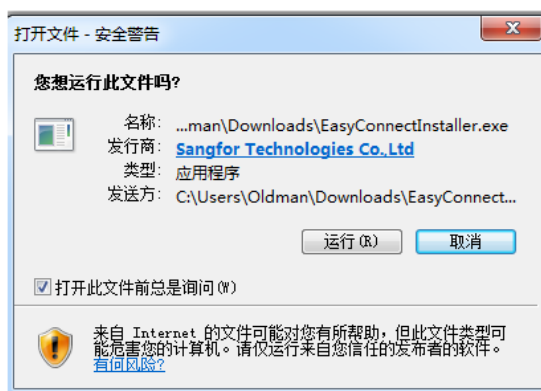 打开文件 - 安全警告
您想运行此文件吗?
名称: ...man\Downloads\EasyConnectInstaller.exe
发行商: Sangfor Technologies Co.,Ltd
类型: 应用程序
发送方: C:\Users\Oldman\Downloads\EasyConnect...
运行(R) 取消
打开此文件前总是询问(W)
来自 Internet 的文件可能对您有所帮助，但此文件类型可
能危害您的计算机。请仅运行来自您信任的发布者的软件。
有何风险?